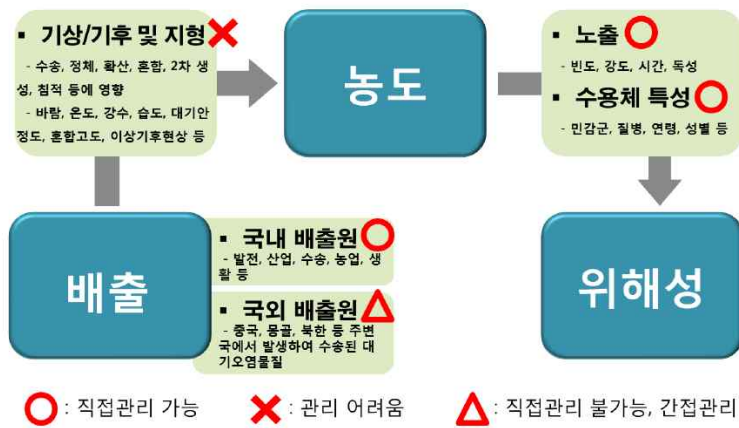 ▪ 기상/기후 및 지형
- 수송, 정체, 확산, 혼합, 2차 생
성, 침적 등에 영향
- 바람, 온도, 강수, 습도, 대기안
정도, 혼합고도, 이상기후현상 등
농도
▪ 노출
- 빈도, 강도, 시간, 독성
▪ 수용체 특성
- 민감군, 질병, 연령, 성별 등
배출
▪ 국내 배출원
- 발전, 산업, 수송, 농업, 생
활 등
▪ 국외 배출원
- 중국, 몽골, 북한 등 주변
국에서 발생하여 수송된 대
기오염물질
위해성
: 직접관리 가능
: 관리 어려움
: 직접관리 불가능, 간접관리